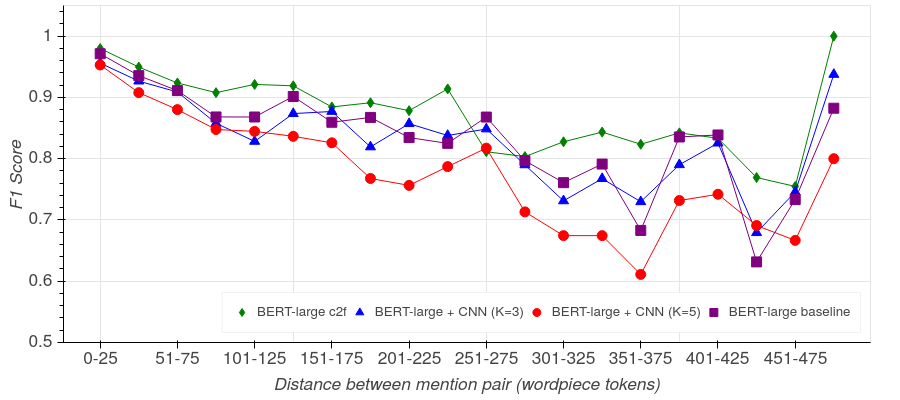 1
0.9
0.8
0.7
0.6
0.5
F1 Score
BERT-large c2f BERT-large + CNN (K=3) BERT-large + CNN (K=5) BERT-large baseline
0-25 51-75 101-125 151-175 201-225 251-275 301-325 351-375 401-425 451-475
Distance between mention pair (wordpiece tokens)